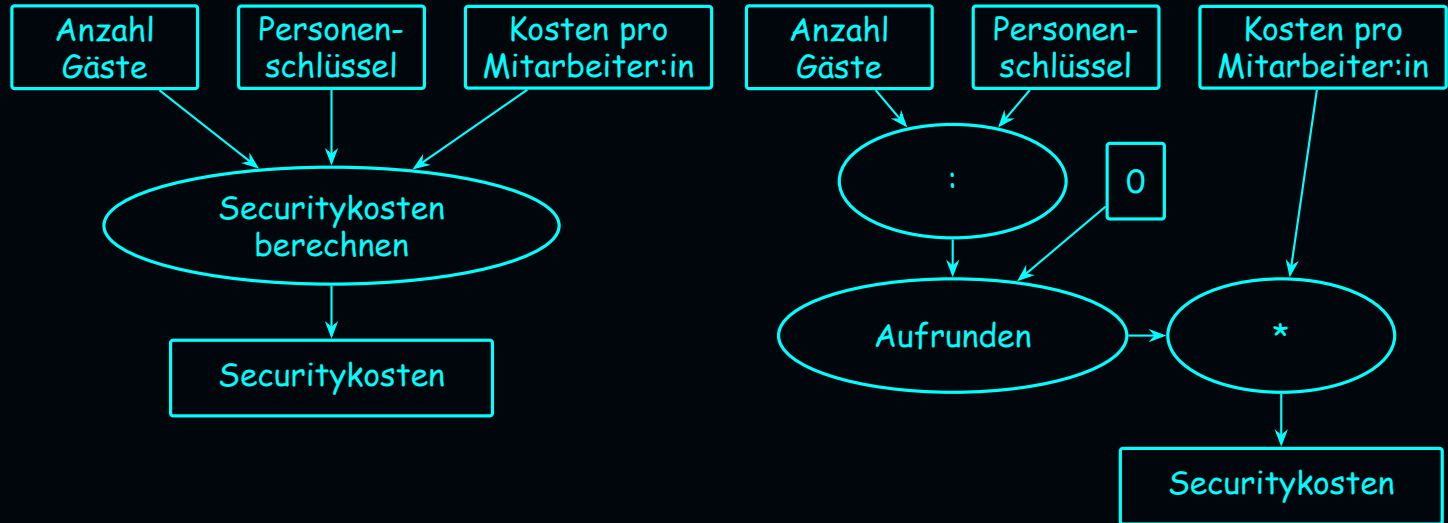 Anzahl
Gäste
Personen-
schlüssel
Kosten pro
Mitarbeiter:in
Securitykosten
berechnen
Securitykosten
Anzahl
Gäste
Personen-
schlüssel
Kosten pro
Mitarbeiter:in
:
0
Aufrunden
*
Securitykosten